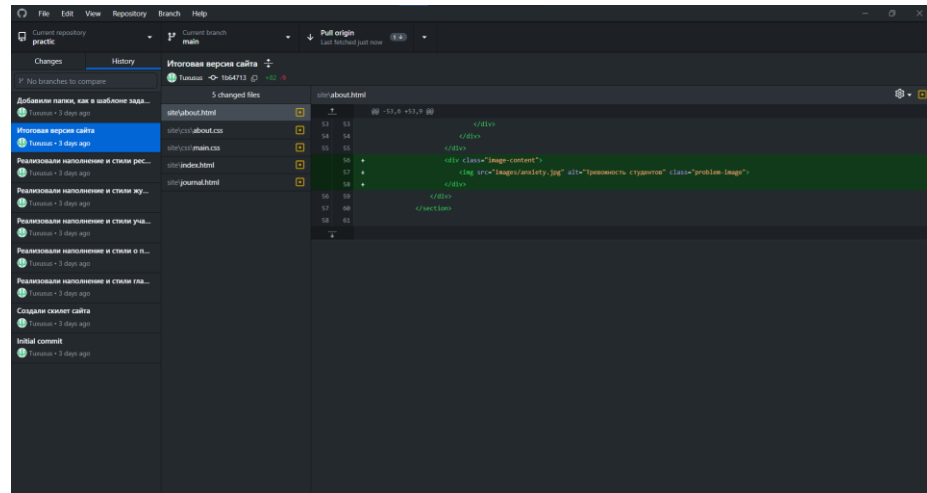 File Edit View Repository Branch Help
Current repository
practic
Current branch
main
Pull origin
Last fetched just now
1
Changes History
No branches to compare
Добавили папки, как в шаблоне зада...
Tuxusus • 3 days ago
Итоговая версия сайта
Tuxusus • 3 days ago
Реализовали наполнение и стили рес...
Tuxusus • 3 days ago
Реализовали наполнение и стили жу...
Tuxusus • 3 days ago
Реализовали наполнение и стили уча...
Tuxusus • 3 days ago
Реализовали наполнение и стили о п...
Tuxusus • 3 days ago
Реализовали наполнение и стили гла...
Tuxusus • 3 days ago
Создали скилет сайта
Tuxusus • 3 days ago
Initial commit
Tuxusus • 3 days ago
Итоговая версия сайта
Tuxusus 1b64713 +82 -9
5 changed files
site\about.html
site\css\about.css
site\css\main.css
site\index.html
site\journal.html
site\about.html
@@ -53,6 +53,9 @@
53 53 </div>
54 54 </div>
55 55 </div>
56 + <div class="image-content">
57 + <img src="images/anxiety.jpg" alt="Тревожность студентов" class="problem-image">
58 + </div>
56 59 </div>
57 60 </section>
58 61